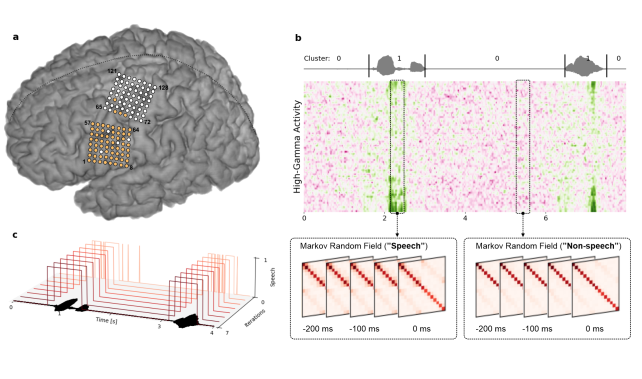 a
121
128
65
72
57
64
1
8
b
Cluster: 0 1 0 1 0
High-Gamma Activity
0 2 4 6
Markov Random Field ("Speech")
-200 ms -100 ms 0 ms
Markov Random Field ("Non-speech")
-200 ms -100 ms 0 ms
c
1
Speech
0
0 1 3 4
Time [s]
7
Iterations